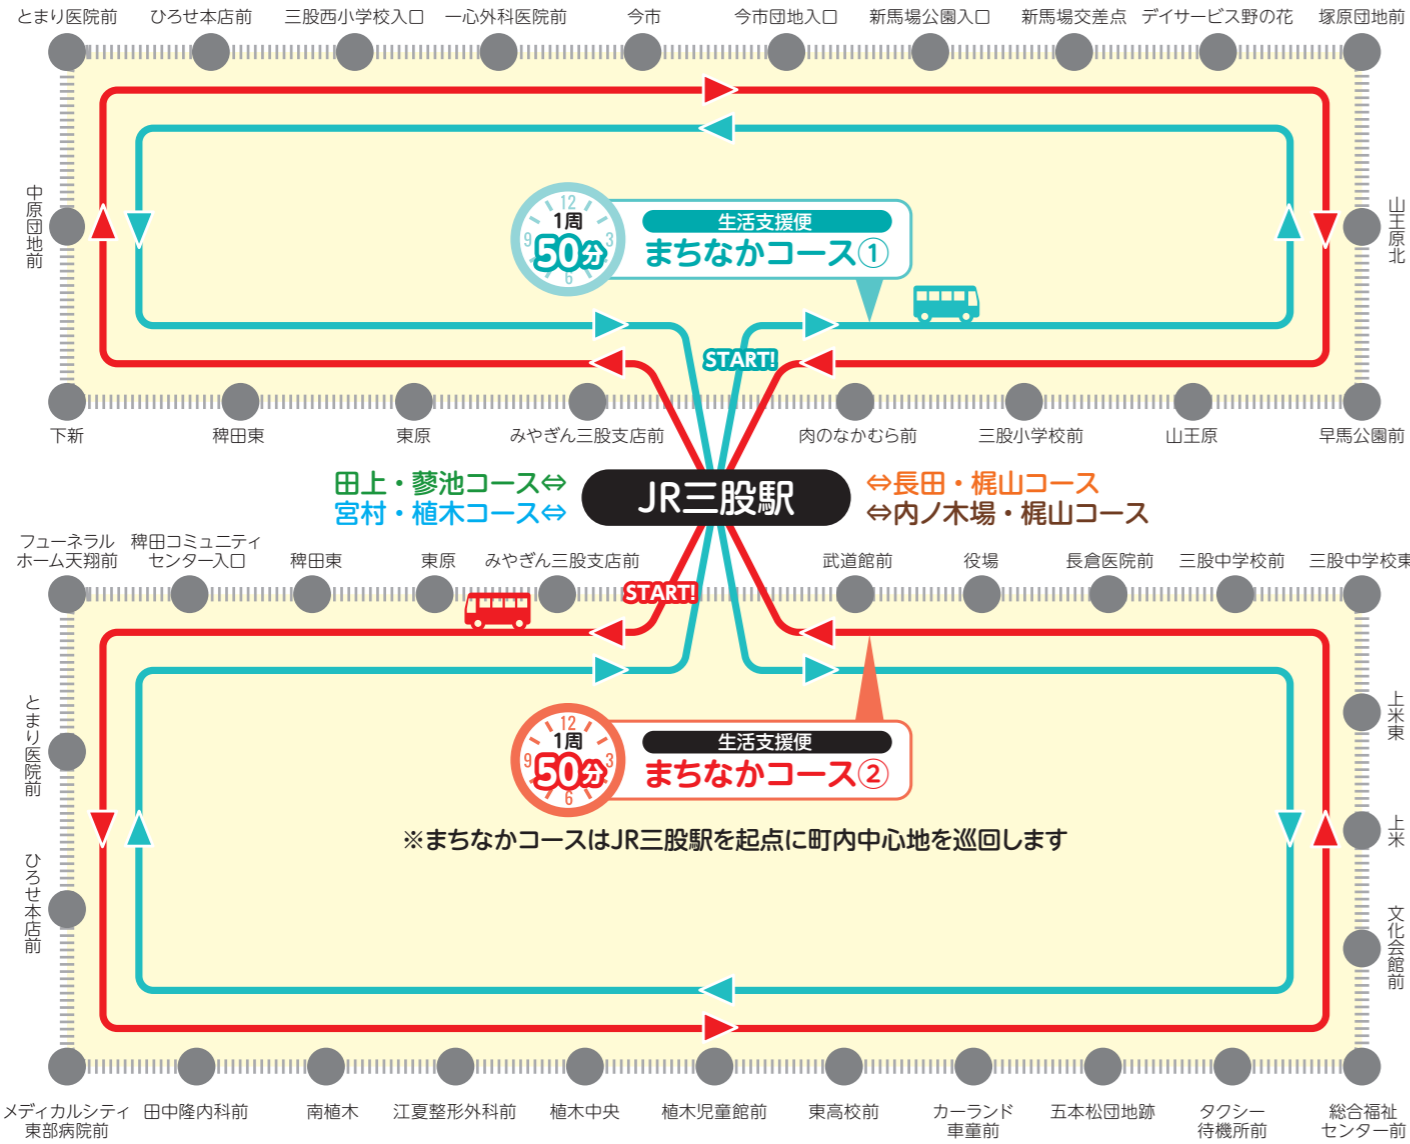 とまり医院前
ひろせ本店前
三股西小学校入口
一心外科医院前
今市
今市団地入口
新馬場公園入口
新馬場交差点
デイサービス野の花
塚原団地前
中原団地前
山王原北
12
3
6
9
1周
50分
生活支援便
まちなかコース①
START!
下新
稗田東
東原
みやぎん三股支店前
肉のなかむら前
三股小学校前
山王原
早馬公園前
田上・蓼池コース⇔
宮村・植木コース⇔
JR三股駅
⇔長田・梶山コース
⇔内ノ木場・梶山コース
フューネラル
ホーム天翔前
稗田コミュニティ
センター入口
稗田東
東原
みやぎん三股支店前
START!
武道館前
役場
長倉医院前
三股中学校前
三股中学校東
とまり医院前
ひろせ本店前
上米東
上米
文化会館前
12
3
6
9
1周
50分
生活支援便
まちなかコース②
※まちなかコースはJR三股駅を起点に町内中心地を巡回します
メディカルシティ
東部病院前
田中隆内科前
南植木
江夏整形外科前
植木中央
植木児童館前
東高校前
カーランド
車童前
五本松団地跡
タクシー
待機所前
総合福祉
センター前